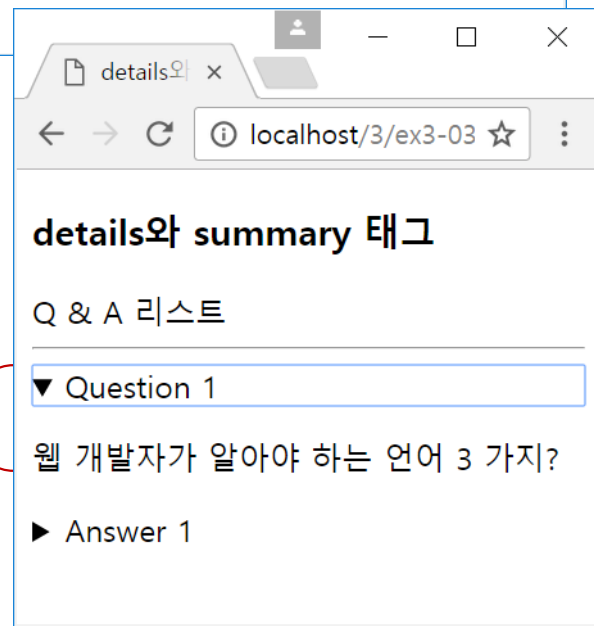 details와
localhost/3/ex3-03
details와 summary 태그
Q & A 리스트
Question 1
웹 개발자가 알아야 하는 언어 3 가지?
Answer 1